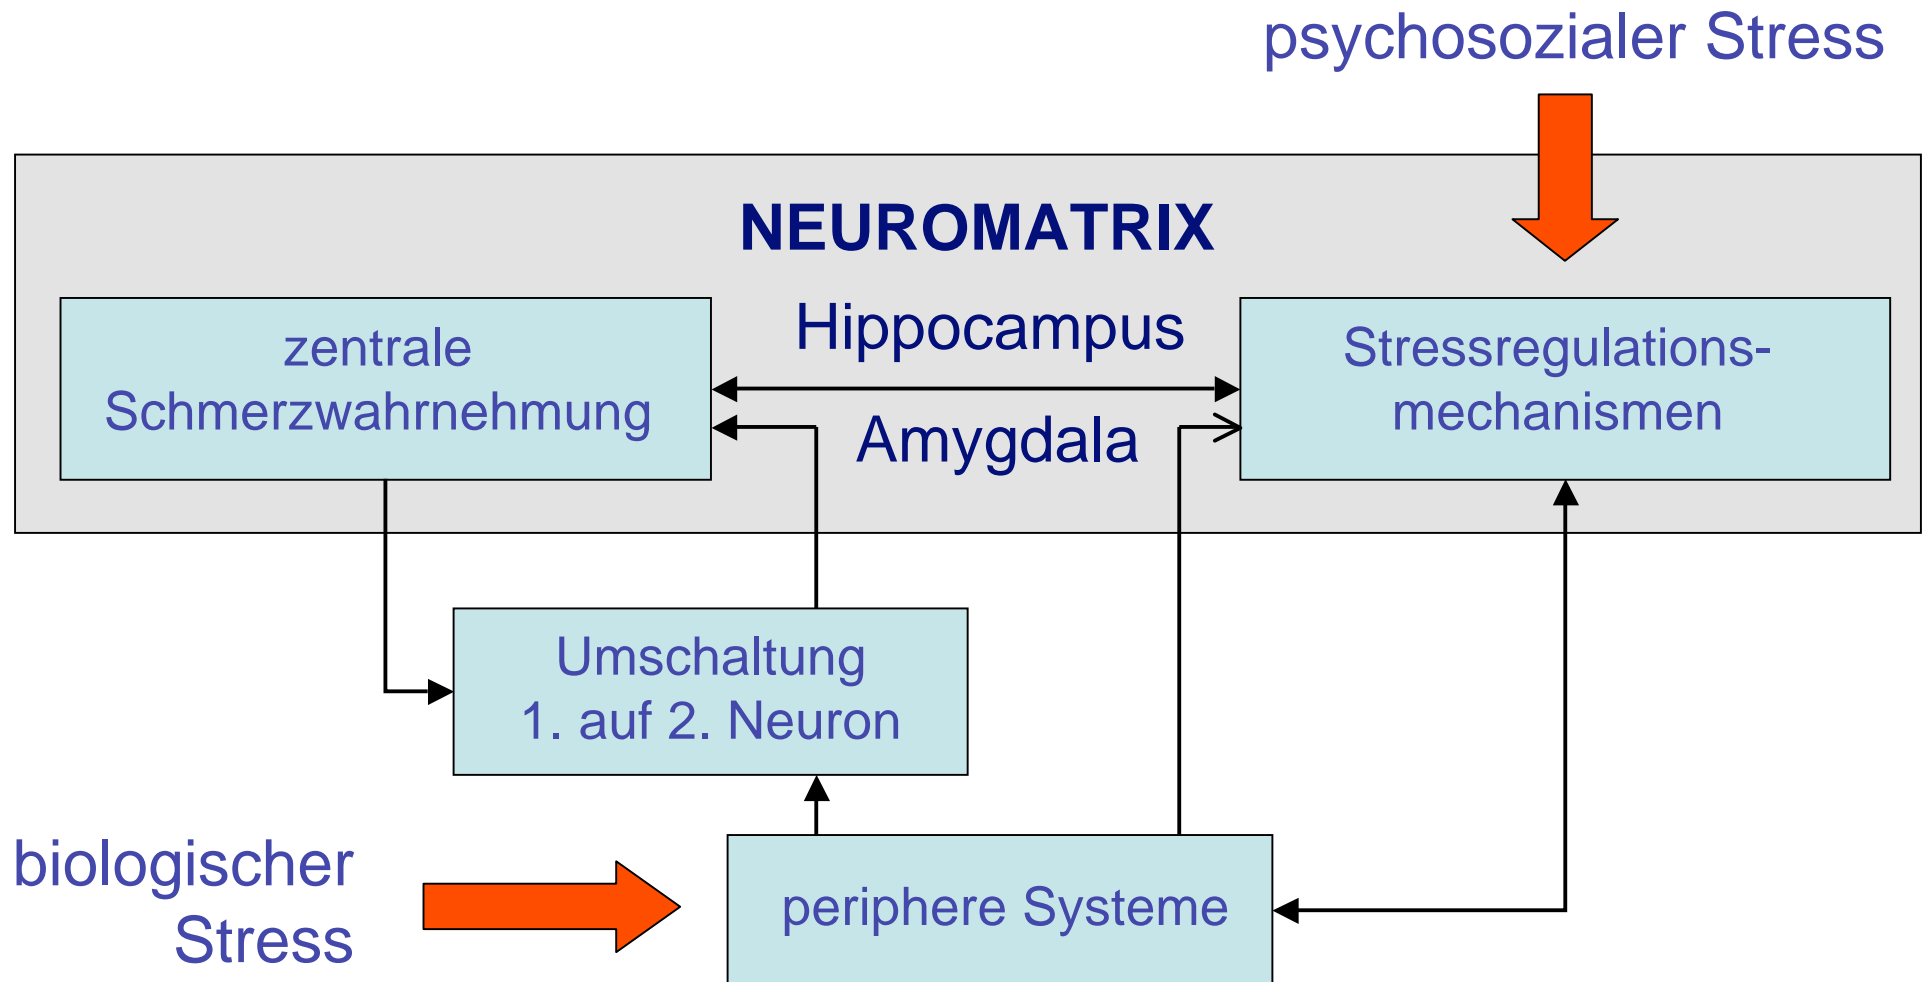 psychosozialer Stress
NEUROMATRIX
zentrale
Schmerzwahrnehmung
Hippocampus
Amygdala
Stressregulations-
mechanismen
Umschaltung
1. auf 2. Neuron
biologischer
Stress
periphere Systeme